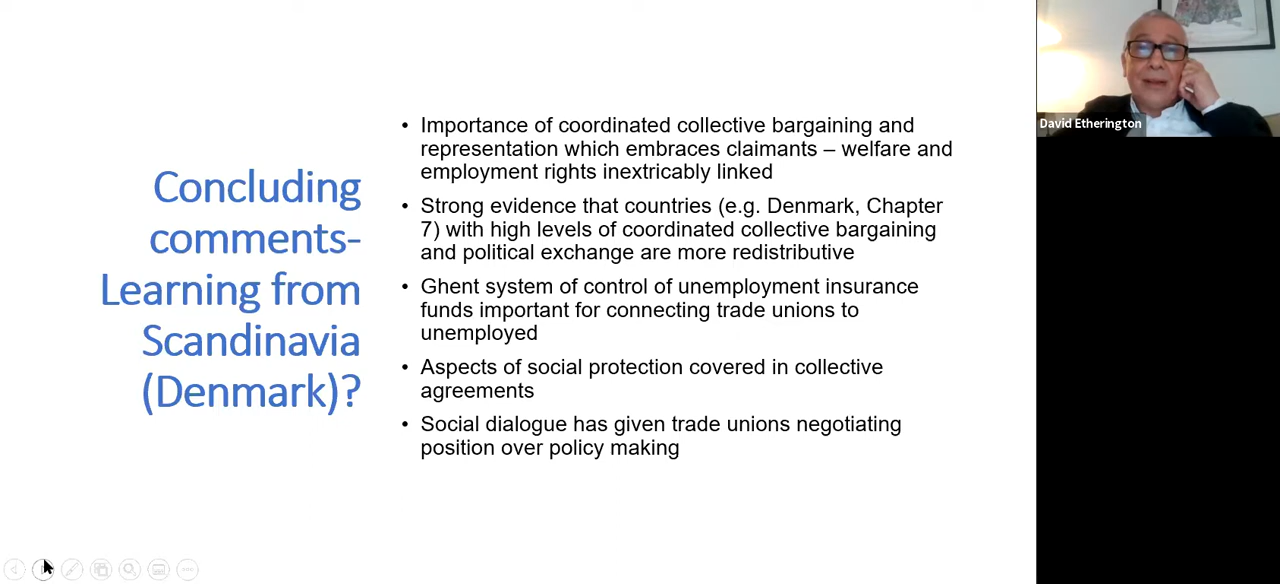 Concluding
comments-
Learning from
Scandinavia
(Denmark)?
• Importance of coordinated collective bargaining and
representation which embraces claimants – welfare and
employment rights inextricably linked
• Strong evidence that countries (e.g. Denmark, Chapter
7) with high levels of coordinated collective bargaining
and political exchange are more redistributive
• Ghent system of control of unemployment insurance
funds important for connecting trade unions to
unemployed
• Aspects of social protection covered in collective
agreements
• Social dialogue has given trade unions negotiating
position over policy making
David Etherington